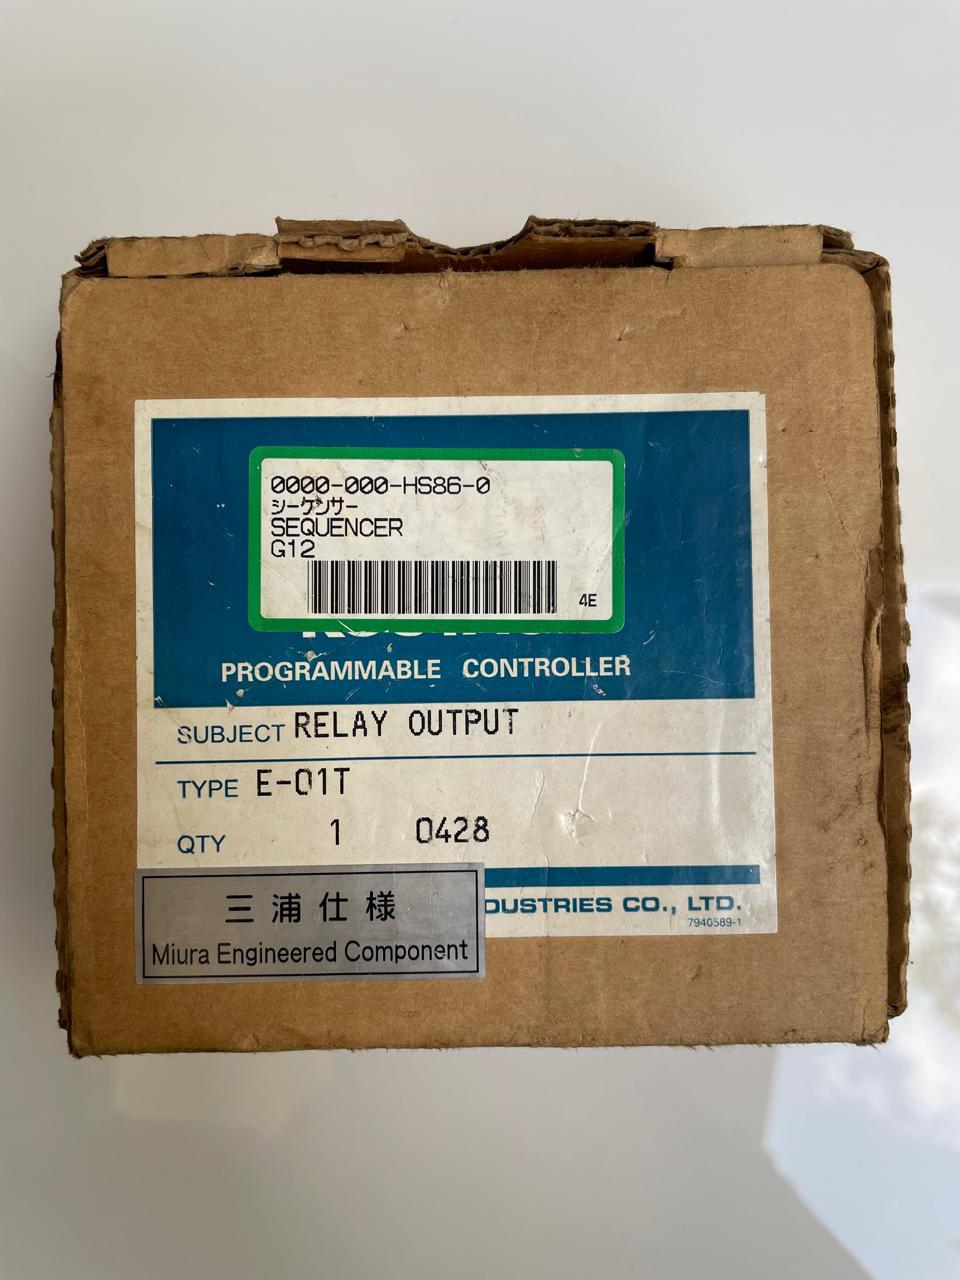 0000-000-HS86-0
シーケンサー
SEQUENCER
G12
4E
PROGRAMMABLE CONTROLLER
SUBJECT RELAY OUTPUT
TYPE E-01T
QTY 1 0428
CO., LTD.
7940589-1
三浦仕様
Miura Engineered Component